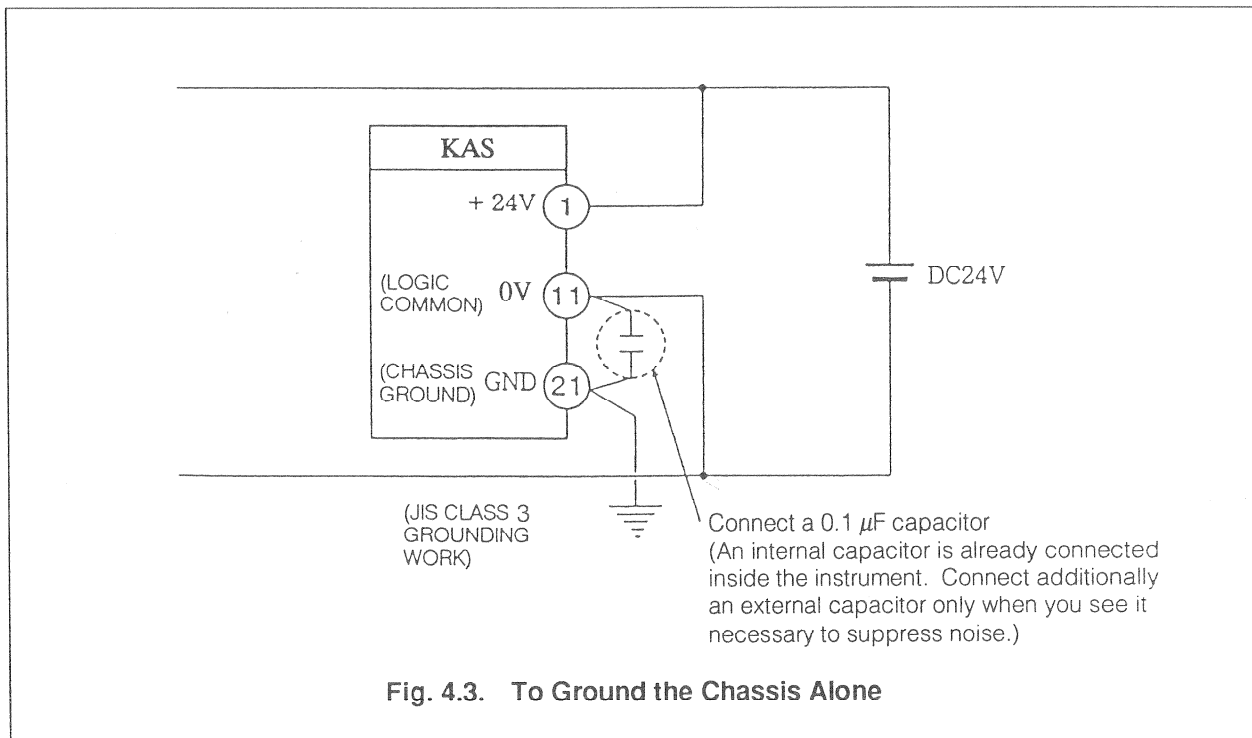 KAS
+ 24V 1
(LOGIC
COMMON) 0V 11
(CHASSIS
GROUND) GND 21
DC24V
(JIS CLASS 3
GROUNDING
WORK)
Connect a 0.1 μF capacitor
(An internal capacitor is already connected
inside the instrument. Connect additionally
an external capacitor only when you see it
necessary to suppress noise.)
Fig. 4.3. To Ground the Chassis Alone